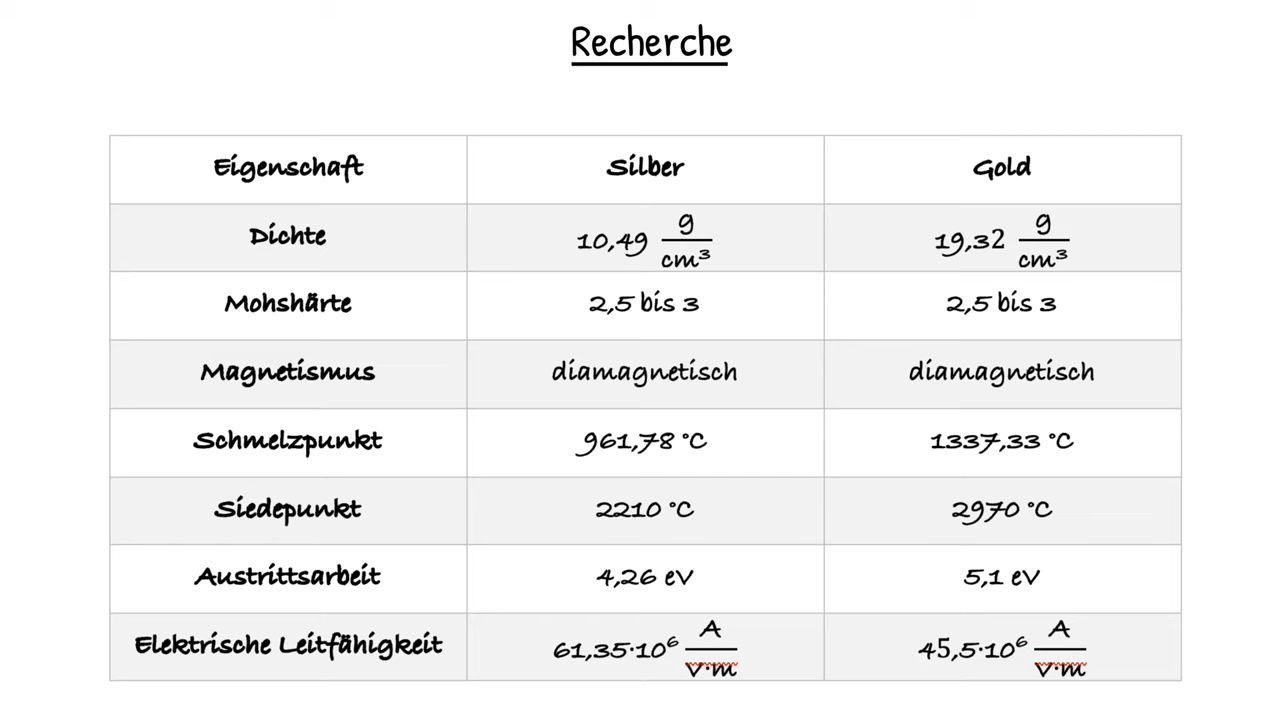 Recherche
Eigenschaft Silber Gold
Dichte 10,49 g/cm³ 19,32 g/cm³
Mohshärte 2,5 bis 3 2,5 bis 3
Magnetismus diamagnetisch diamagnetisch
Schmelzpunkt 961,78 °C 1337,33 °C
Siedepunkt 2210 °C 2970 °C
Austrittsarbeit 4,26 eV 5,1 eV
Elektrische Leitfähigkeit 61,35·10⁶ A/V·m 45,5·10⁶ A/V·m